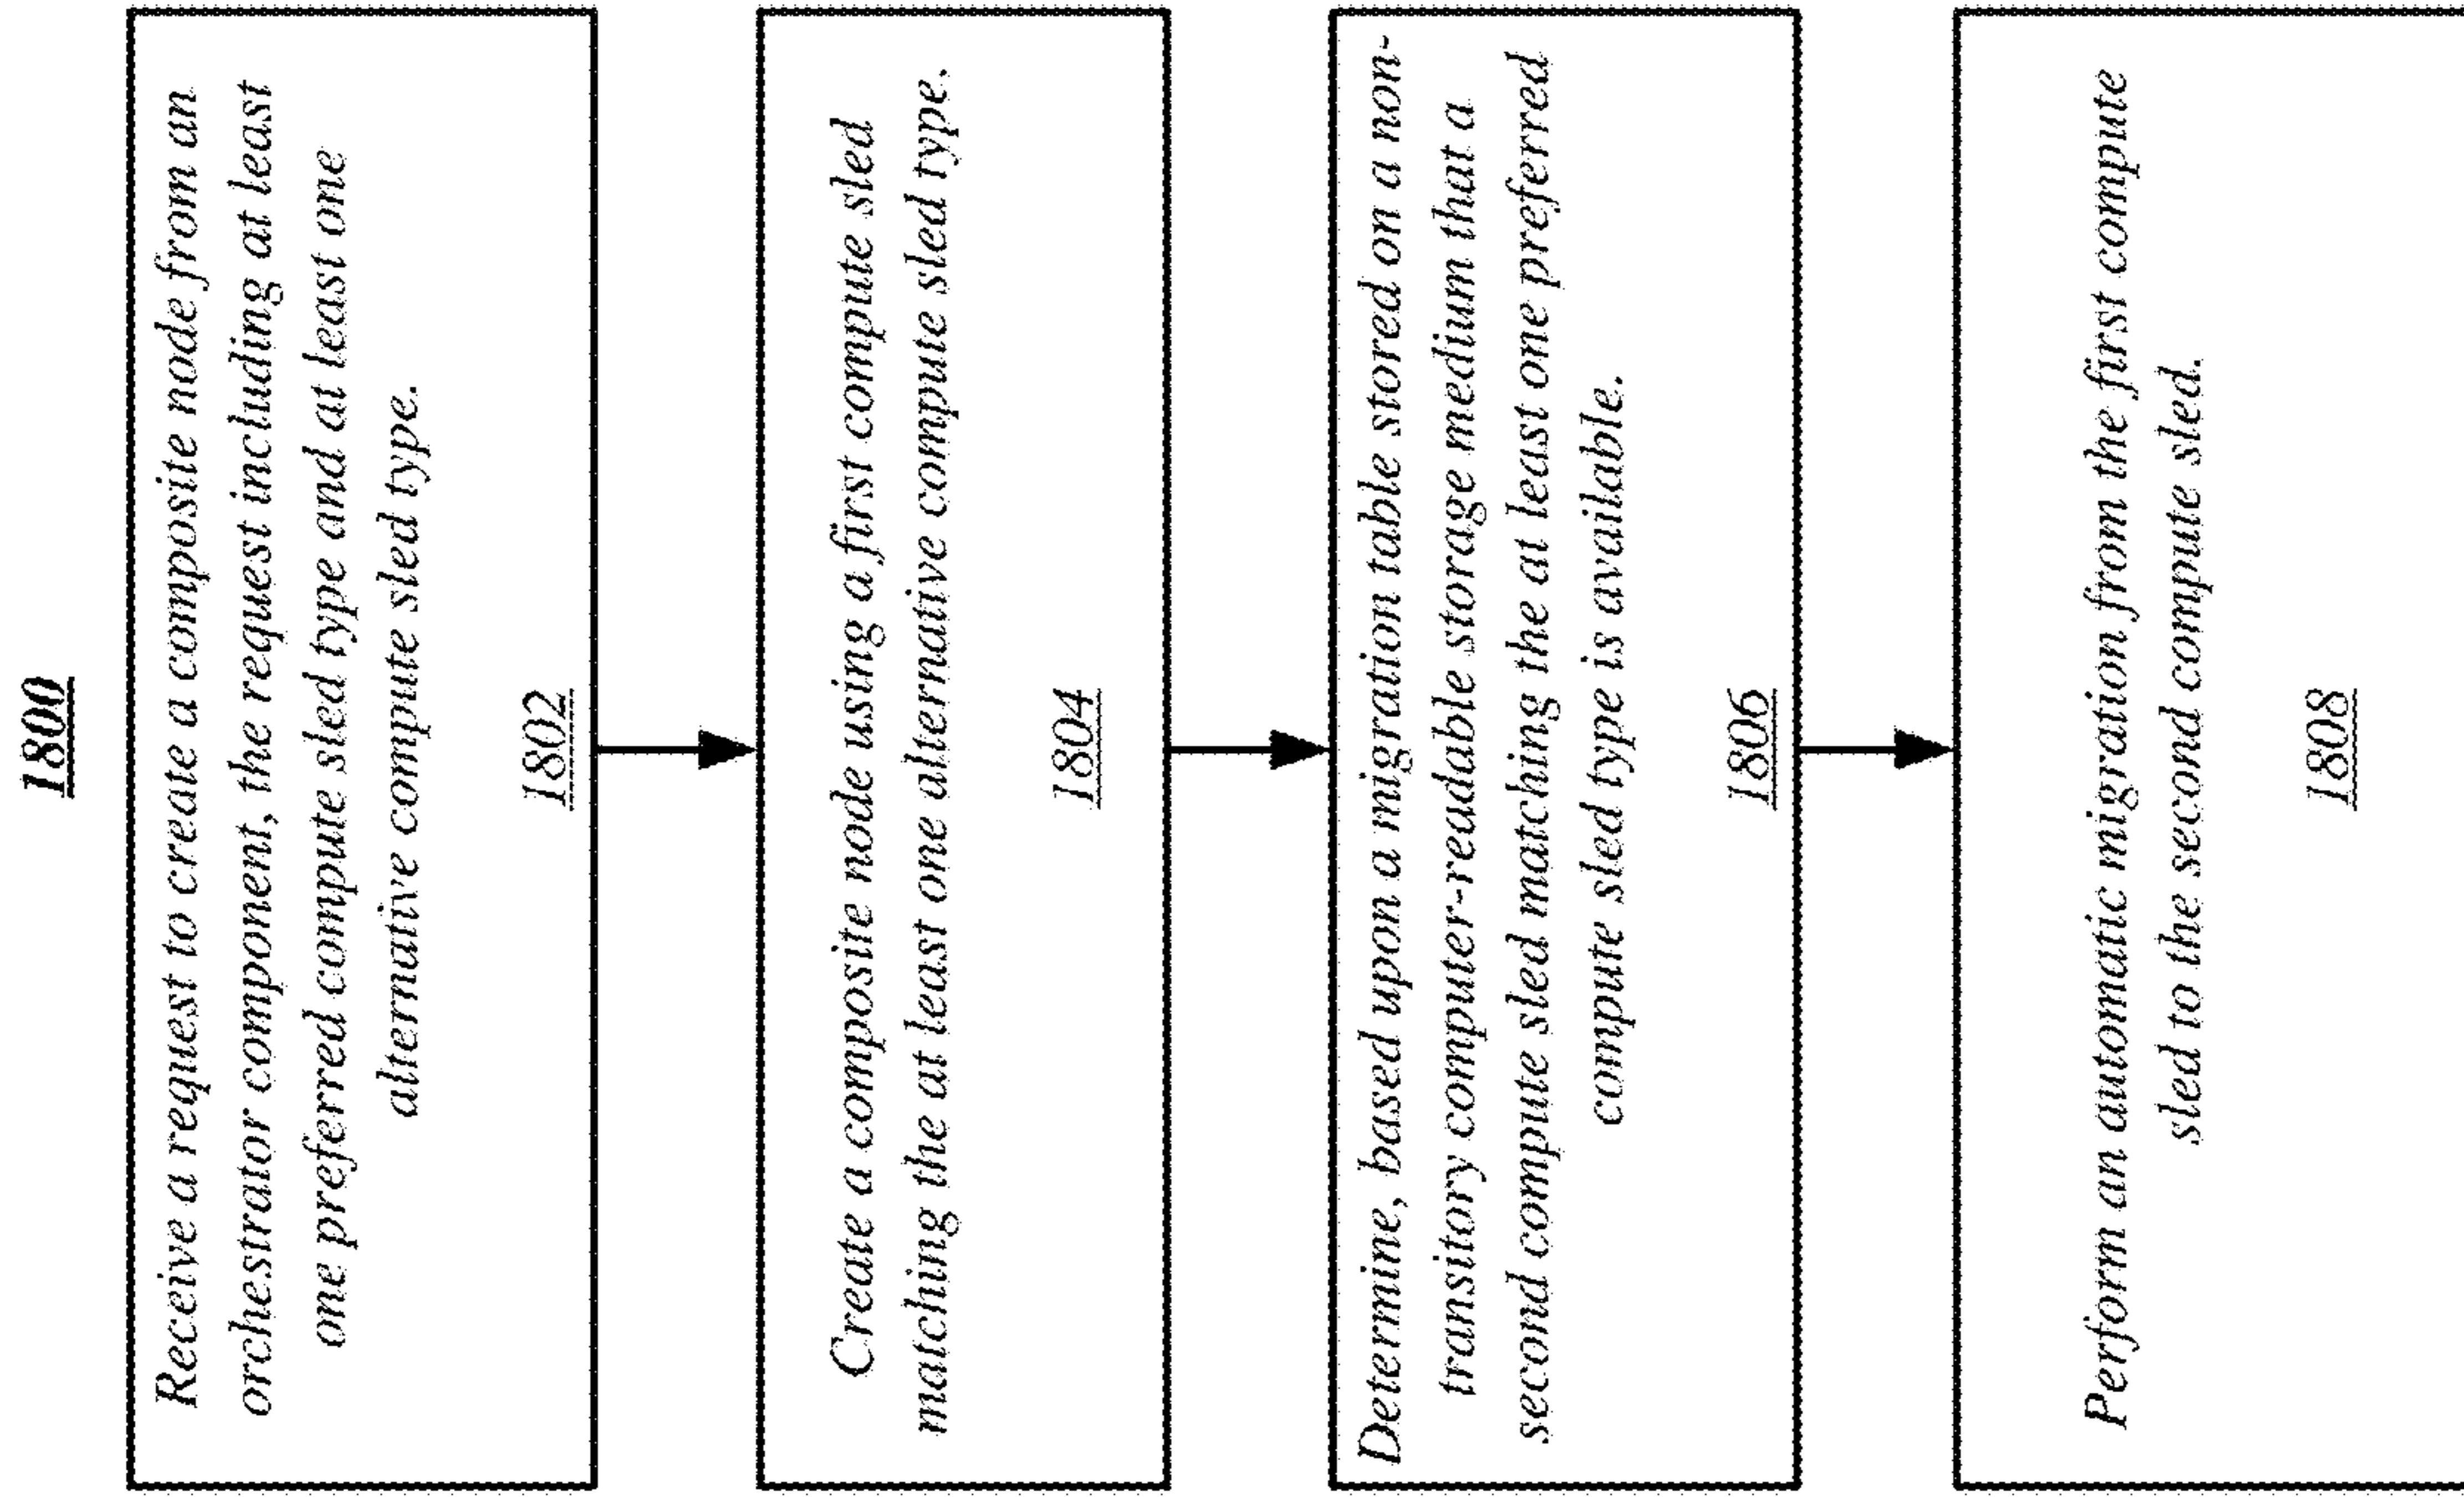 1800
Receive a request to create a composite node from an
orchestrator component, the request including at least
one preferred compute sled type and at least one
alternative compute sled type.
1802
Create a composite node using a first compute sled
matching the at least one alternative compute sled type.
1804
Determine, based upon a migration table stored on a non-
transitory computer-readable storage medium that a
second compute sled matching the at least one preferred
compute sled type is available.
1806
Perform an automatic migration from the first compute
sled to the second compute sled.
1808